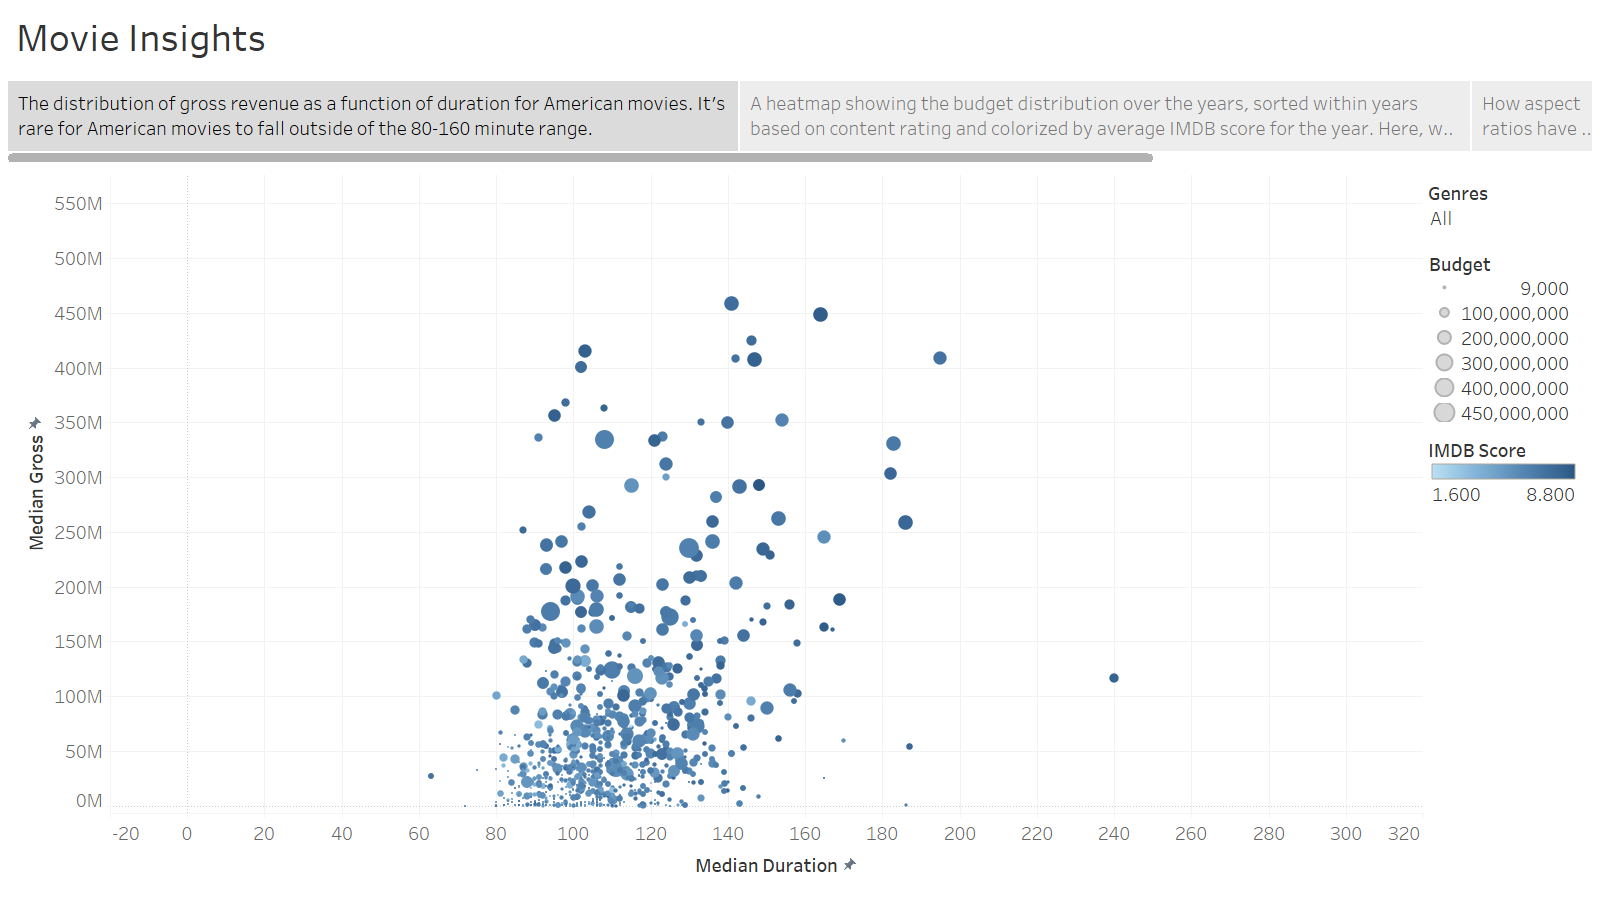 Movie Insights
The distribution of gross revenue as a function of duration for American movies. It’s
rare for American movies to fall outside of the 80-160 minute range.
A heatmap showing the budget distribution over the years, sorted within years
based on content rating and colorized by average IMDB score for the year. Here, w..
How aspect
ratios have ..
550M
500M
450M
400M
350M
300M
250M
200M
150M
100M
50M
0M
Median Gross
-20 0 20 40 60 80 100 120 140 160 180 200 220 240 260 280 300 320
Median Duration
Genres
All
Budget
9,000
100,000,000
200,000,000
300,000,000
400,000,000
450,000,000
IMDB Score
1.600 8.800